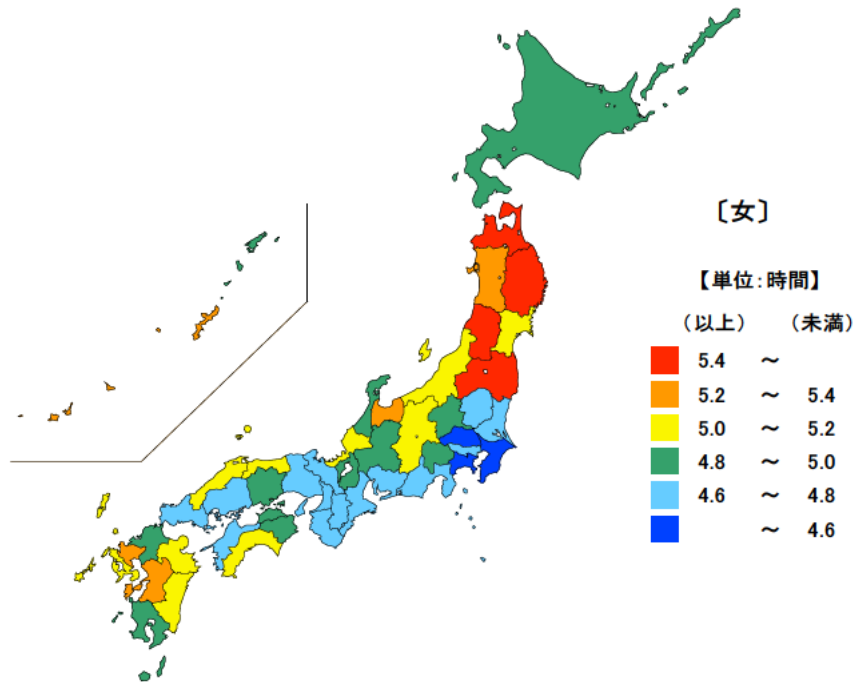 〔女〕
【単位：時間】
（以上） （未満）
5.4 ～
5.2 ～ 5.4
5.0 ～ 5.2
4.8 ～ 5.0
4.6 ～ 4.8
～ 4.6